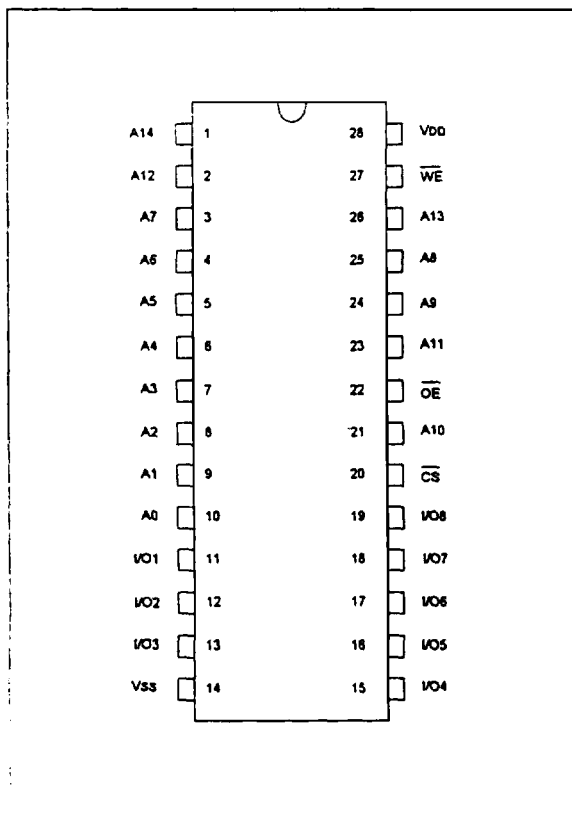 A14 1 28 VDD
A12 2 27 WE
A7 3 26 A13
A6 4 25 A8
A5 5 24 A9
A4 6 23 A11
A3 7 22 OE
A2 8 21 A10
A1 9 20 CS
A0 10 19 I/O8
I/O1 11 18 I/O7
I/O2 12 17 I/O6
I/O3 13 16 I/O5
VSS 14 15 I/O4